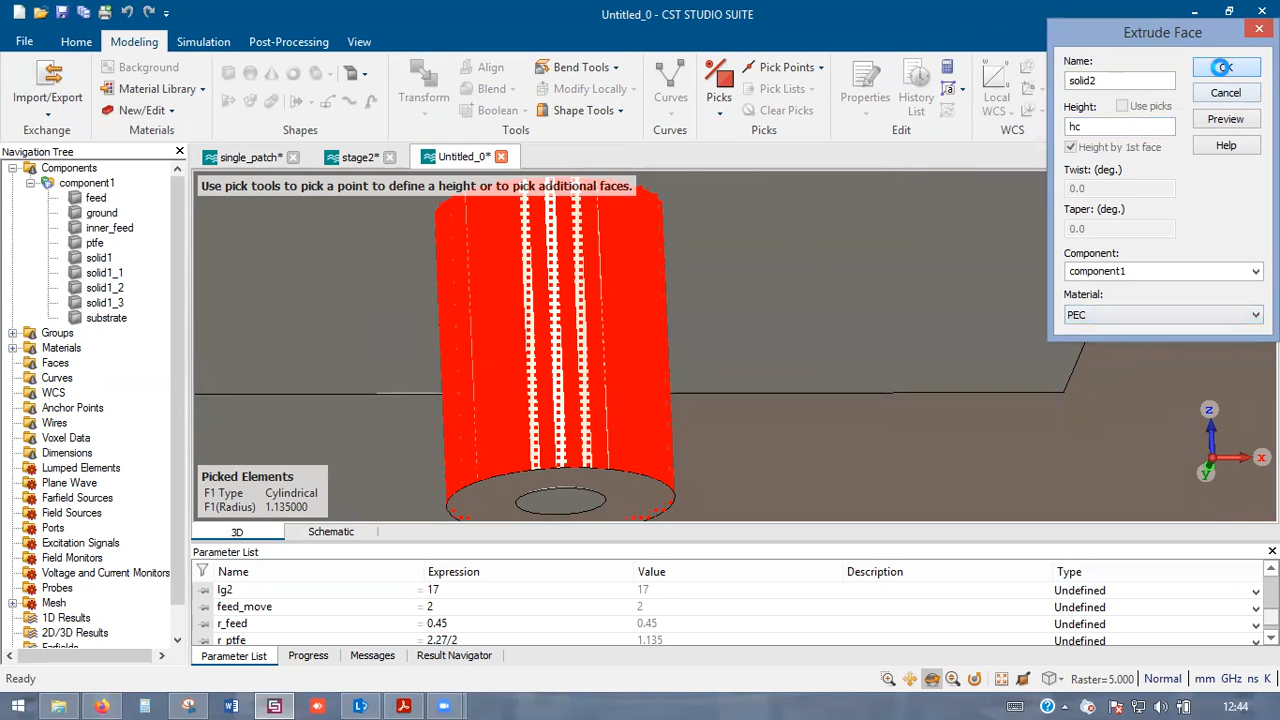 Untitled_0 - CST STUDIO SUITE
File
Home
Modeling
Simulation
Post-Processing
View
Import/Export
Exchange
Background
Material Library
New/Edit
Materials
Shapes
Transform
Align
Blend
Boolean
Bend Tools
Modify Locally
Shape Tools
Tools
Curves
Curves
Picks
Pick Points
Pick Lists
Clear Picks
Picks
Properties
History List
Edit
Local WCS
WCS
Extrude Face
Name:
solid2
Height:
Use picks
hc
Height by 1st face
Twist (deg.)
0.0
Taper: (deg.)
0.0
Component:
component1
Material:
PEC
Cancel
Preview
Help
Navigation Tree
Components
component1
feed
ground
inner_feed
ptfe
solid1
solid1_1
solid1_2
solid1_3
substrate
Groups
Materials
Faces
Curves
WCS
Anchor Points
Wires
Voxel Data
Dimensions
Lumped Elements
Plane Wave
Farfield Sources
Field Sources
Ports
Excitation Signals
Field Monitors
Voltage and Current Monitors
Probes
Mesh
1D Results
2D/3D Results
Farfields
single_patch*
stage2*
Untitled_0*
Use pick tools to pick a point to define a height or to pick additional faces.
Picked Elements
F1 Type Cylindrical
F1(Radius) 1.135000
z
x
y
3D
Schematic
Parameter List
Name Expression Value Description Type
lg2 = 17 17 Undefined
feed_move = 2 2 Undefined
r_feed = 0.45 0.45 Undefined
r_ptfe = 2.27/2 1.135 Undefined
Parameter List
Progress
Messages
Result Navigator
Ready
Raster=5.000
Normal
mm GHz ns K
12:44